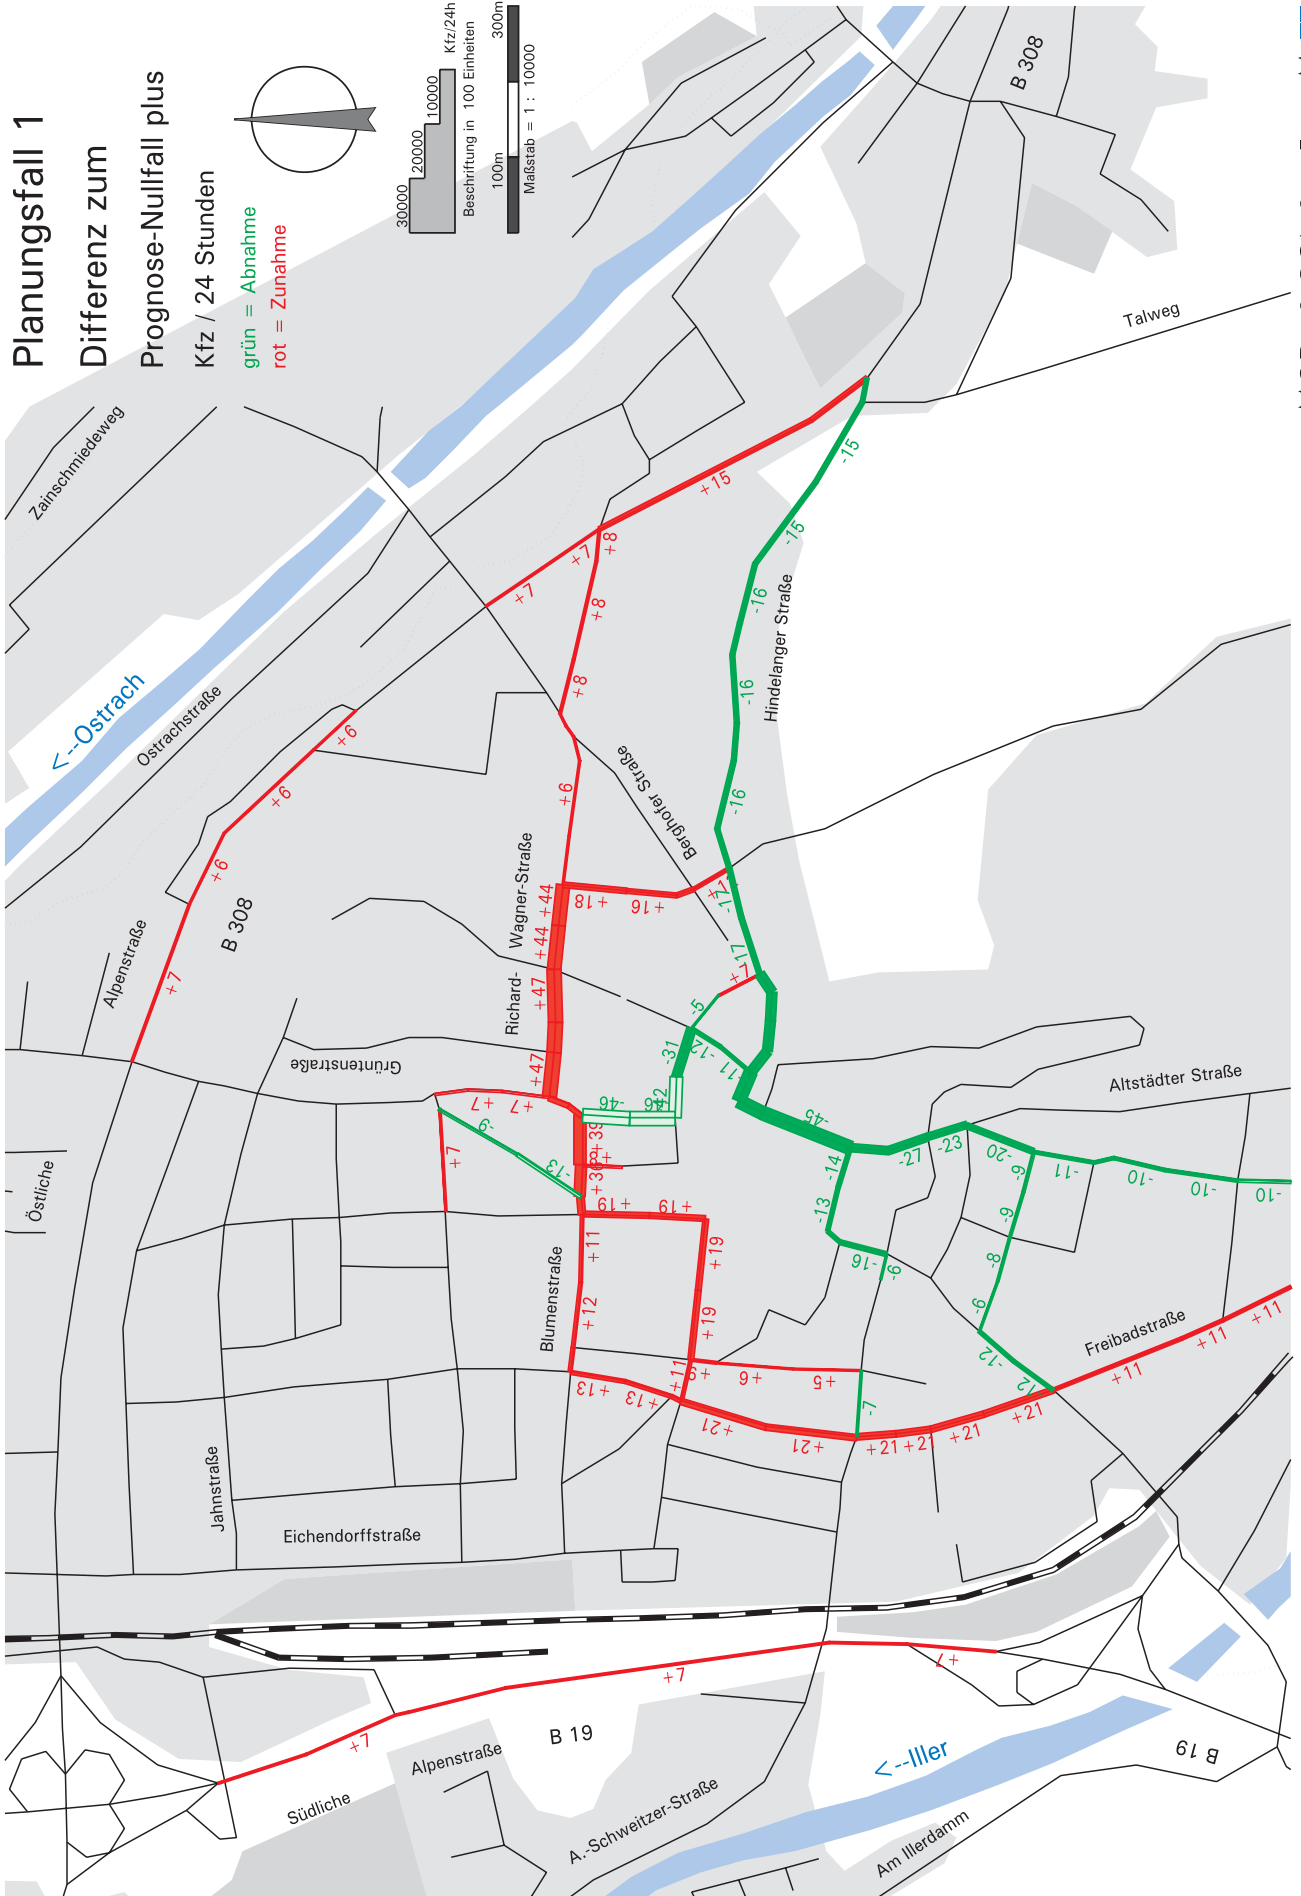 Planungsfall 1
Differenz zum
Prognose-Nullfall plus
Kfz / 24 Stunden
grün = Abnahme
rot = Zunahme
30000
20000
10000
Kfz/24h
Beschriftung in 100 Einheiten
100m
300m
Maßstab = 1 : 10000
B 308
Talweg
Zainschmiedeweg
<--Ostrach
Ostrachstraße
+15
-15
-15
+7
+7
+8
+8
+8
-16
-16
-16
Hindelanger Straße
+6
+6
+6
+7
Alpenstraße
B 308
+6
Berghofer Straße
Wagner-Straße
Richard-
+44
+44
+47
+47
+18
+16
-17
-17
+7
-5
-31
-12
-11
Grüntenstraße
+7
+7
+7
-9
-13
-46
+39
+19
+19
-45
-14
-13
-16
-6
-27
-23
-20
-11
-10
-10
-10
-9
-9
-8
-6
-12
Altstädter Straße
Östliche
Blumenstraße
+11
+12
+13
+13
+19
+19
+11
+6
+5
-7
+21
+21
+21
+21
+21
+21
+11
+11
+11
Freibadstraße
Jahnstraße
Eichendorffstraße
+7
+7
+7
B 19
B 19
Südliche
Alpenstraße
A.-Schweitzer-Straße
<--Iller
Am Illerdamm